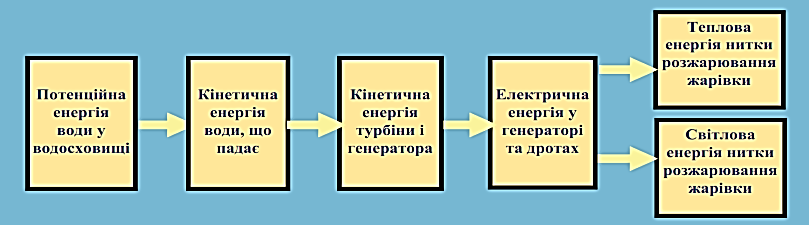 Потенційна
енергія
води у
водосховищі
Кінетична
енергія
води, що
падає
Кінетична
енергія
турбіни і
генератора
Електрична
енергія у
генераторі
та дротах
Теплова
енергія нитки
розжарювання
жарівки
Світлова
енергія нитки
розжарювання
жарівки